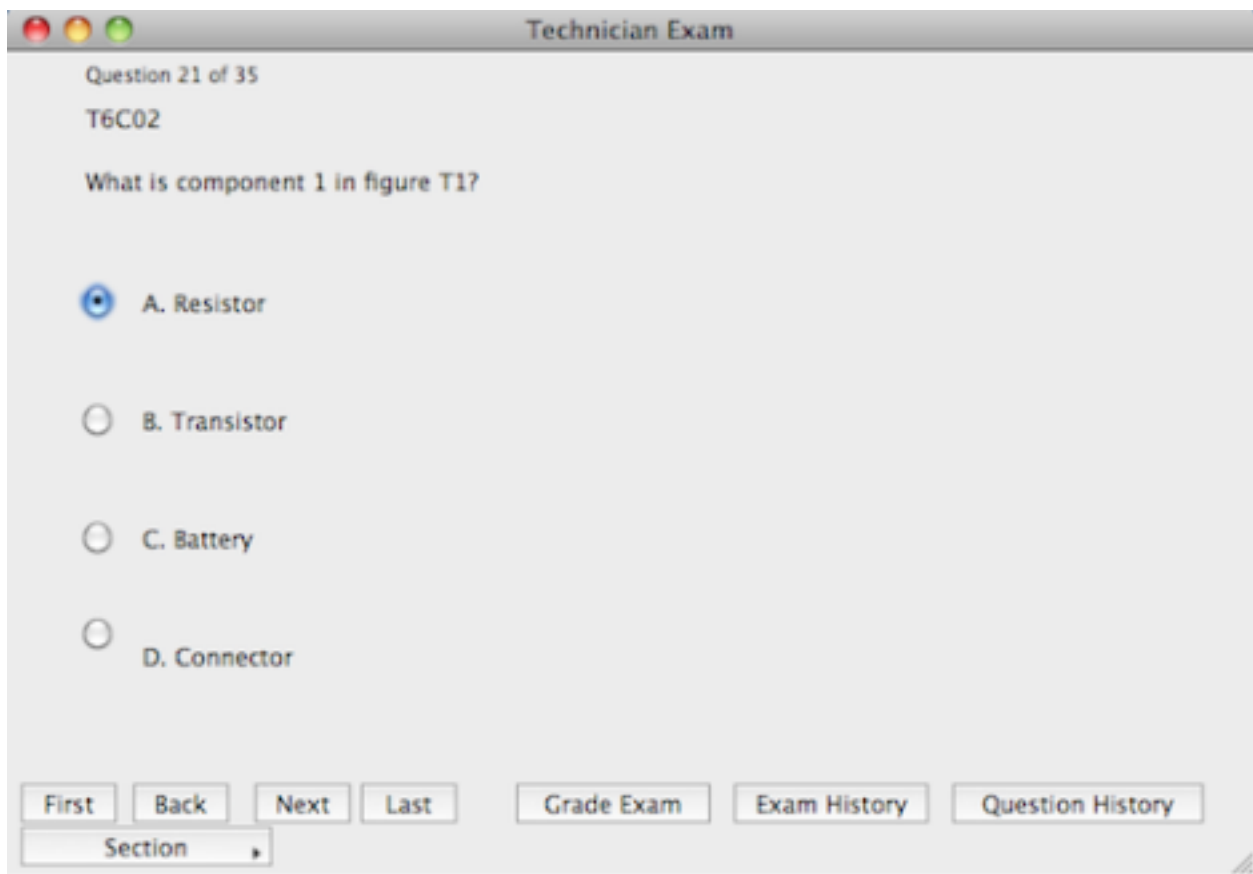 Technician Exam
Question 21 of 35
T6C02
What is component 1 in figure T1?
A. Resistor
B. Transistor
C. Battery
D. Connector
First Back Next Last Grade Exam Exam History Question History
Section